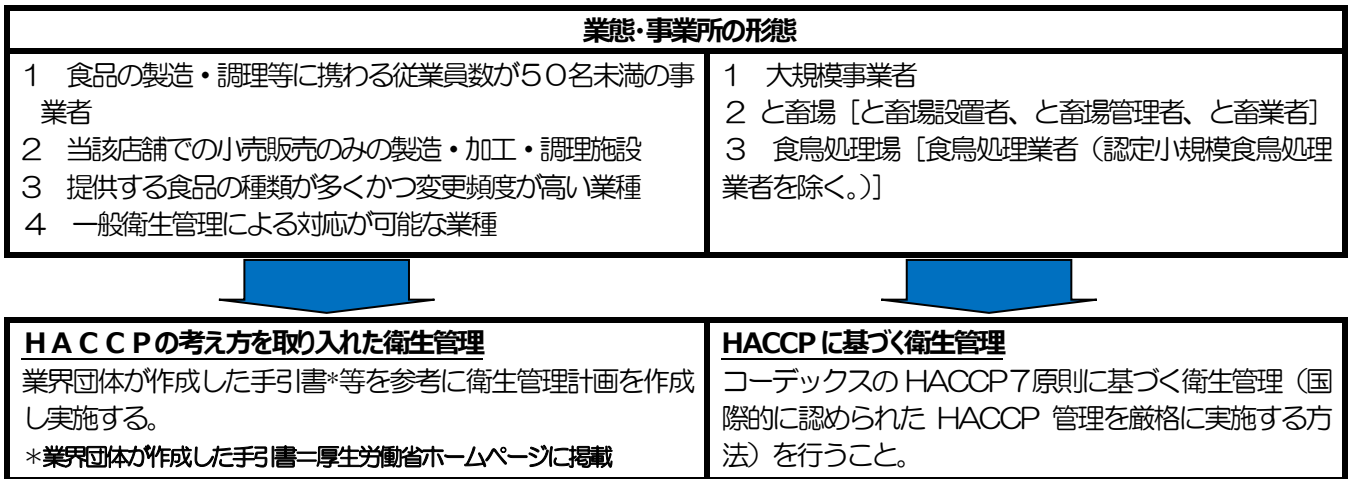 業態・事業所の形態
1 食品の製造・調理等に携わる従業員数が50名未満の事
業者
2 当該店舗での小売販売のみの製造・加工・調理施設
3 提供する食品の種類が多くかつ変更頻度が高い業種
4 一般衛生管理による対応が可能な業種
1 大規模事業者
2 と畜場[と畜場設置者、と畜場管理者、と畜業者]
3 食鳥処理場[食鳥処理業者(認定小規模食鳥処理
業者を除く。)]
HACCPの考え方を取り入れた衛生管理
業界団体が作成した手引書*等を参考に衛生管理計画を作成
し実施する。
*業界団体が作成した手引書=厚生労働省ホームページに掲載
HACCPに基づく衛生管理
コーデックスのHACCP7原則に基づく衛生管理(国
際的に認められた HACCP 管理を厳格に実施する方
法)を行うこと。